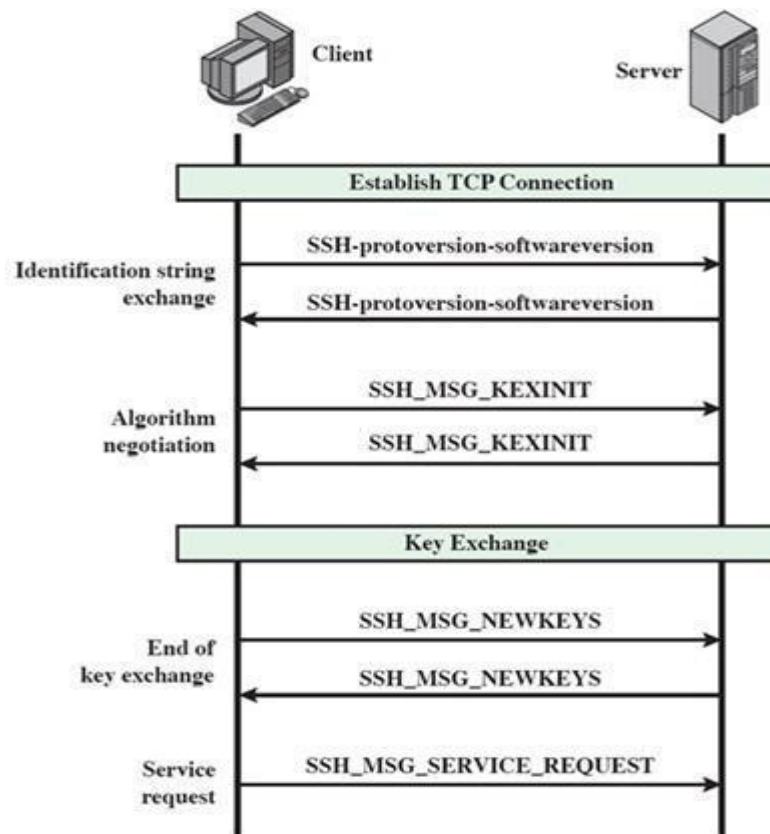 Client
Server
Establish TCP Connection
SSH-protoversion-softwareversion
Identification string
exchange
SSH-protoversion-softwareversion
SSH_MSG_KEXINIT
Algorithm
negotiation
SSH_MSG_KEXINIT
Key Exchange
SSH_MSG_NEWKEYS
End of
key exchange
SSH_MSG_NEWKEYS
Service
request
SSH_MSG_SERVICE_REQUEST